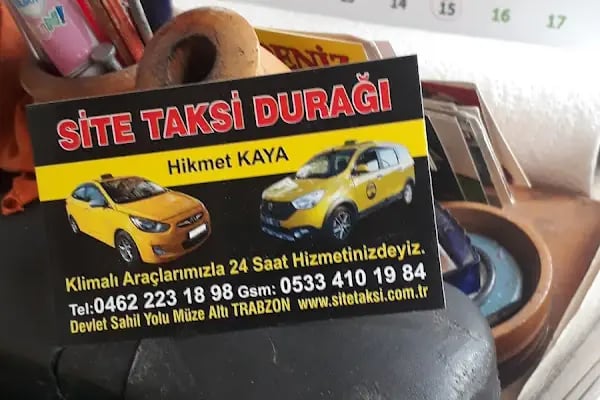 14
15
16
17
SİTE TAKSİ DURAĞI
Hikmet KAYA
Klimalı Araçlarımızla 24 Saat Hizmetinizdeyiz.
Tel:0462 223 18 98 Gsm: 0533 410 19 84
Devlet Sahil Yolu Müze Altı TRABZON www.sitetaksi.com.tr